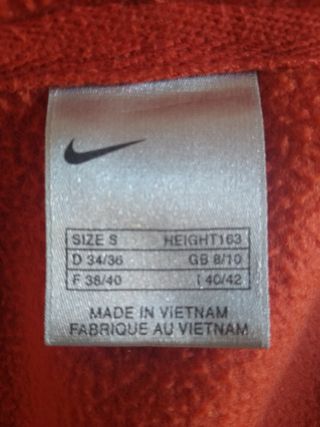 SIZE S HEIGHT163
D 34/36 GB 8/10
F 38/40 I 40/42
MADE IN VIETNAM
FABRIQUE AU VIETNAM